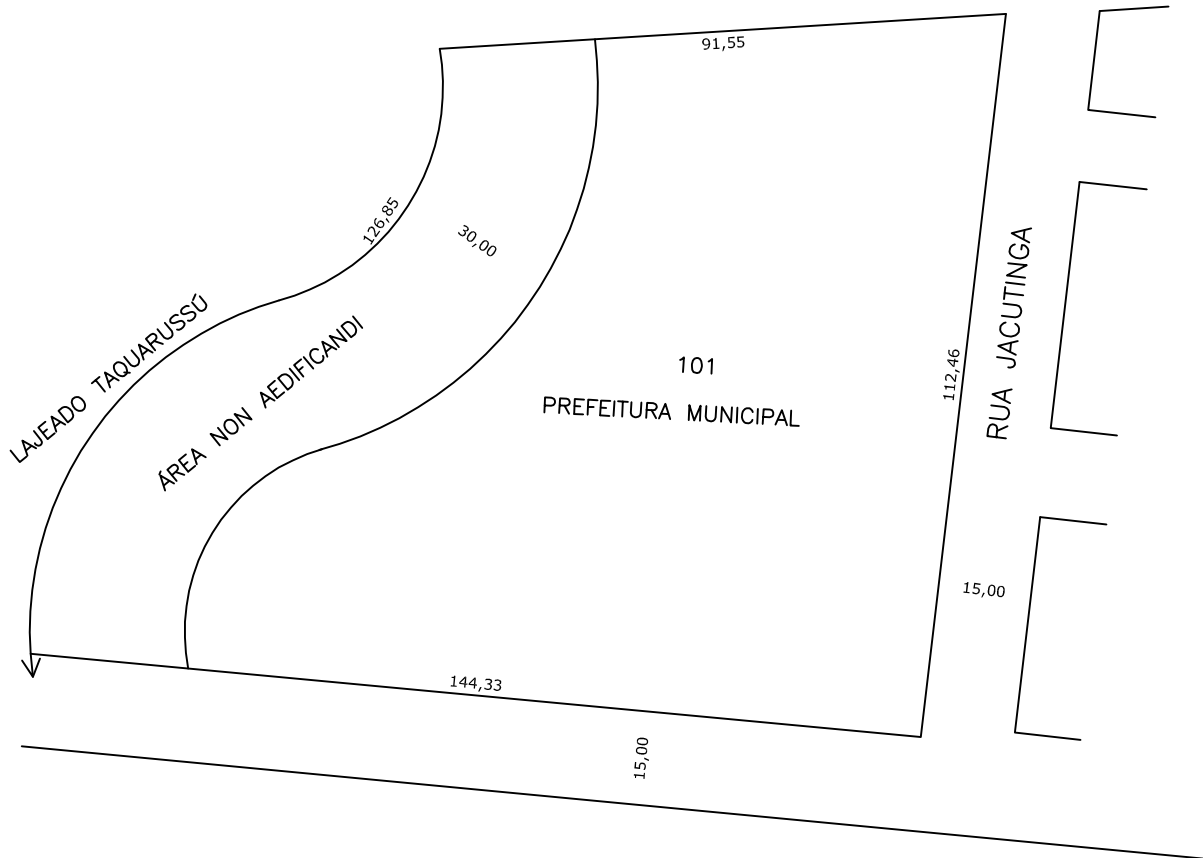 91,55
126,85
30,00
LAJEADO TAQUARUSSÚ
ÁREA NON AEDIFICANDI
101
PREFEITURA MUNICIPAL
112,46
RUA JACUTINGA
15,00
144,33
15,00